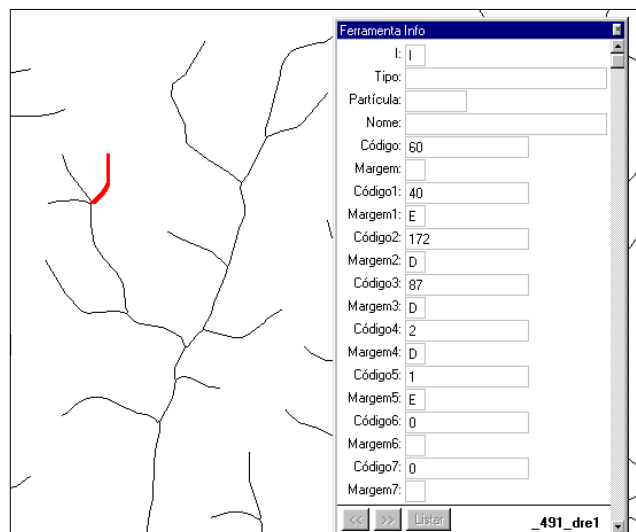 Ferramenta Info
I: I
Tipo:
Partícula:
Nome:
Código: 60
Margem:
Código1: 40
Margem1: E
Código2: 172
Margem2: D
Código3: 87
Margem3: D
Código4: 2
Margem4: D
Código5: 1
Margem5: E
Código6: 0
Margem6:
Código7: 0
Margem7:
<< >> Listar _491_dre1